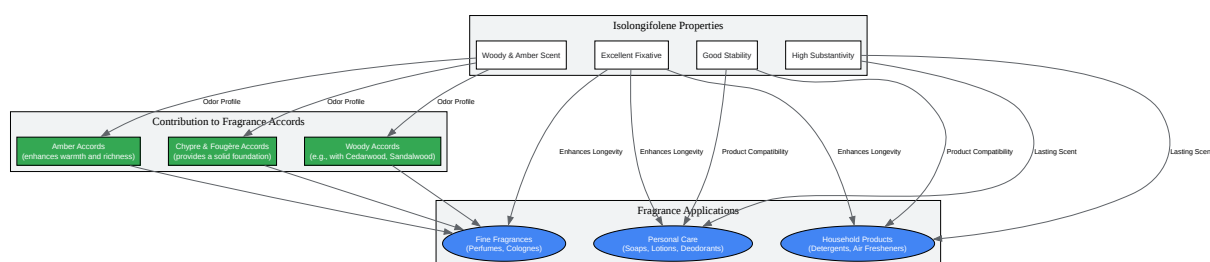 Isolongifolene Properties
Woody & Amber Scent
Excellent Fixative
Good Stability
High Substantivity
Odor Profile
Odor Profile
Odor Profile
Contribution to Fragrance Accords
Amber Accords
(enhances warmth and richness)
Chypre & Fougère Accords
(provides a solid foundation)
Woody Accords
(e.g., with Cedarwood, Sandalwood)
Enhances Longevity
Enhances Longevity
Product Compatibility
Enhances Longevity
Product Compatibility
Lasting Scent
Lasting Scent
Fragrance Applications
Fine Fragrances
(Perfumes, Colognes)
Personal Care
(Soaps, Lotions, Deodorants)
Household Products
(Detergents, Air Fresheners)